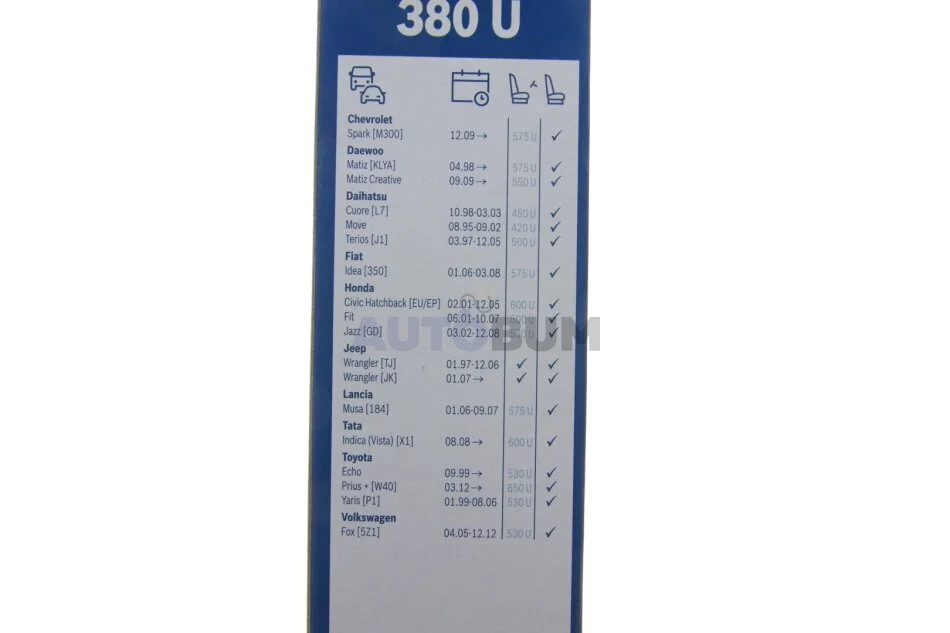 380 U
Chevrolet
Spark [M300] 12.09→ 575 U ✓
Daewoo
Matiz [KLYA] 04.98→ 575 U ✓
Matiz Creative 09.09→ 550 U ✓
Daihatsu
Cuore [L7] 10.98-03.03 450 U ✓
Move 08.95-09.02 420 U ✓
Terios [J1] 03.97-12.05 500 U ✓
Fiat
Idea [350] 01.06-03.08 575 U ✓
Honda
Civic Hatchback [EU/EP] 02.01-12.05 600 U ✓
Fit 06.01-10.07 ✓
AUTOBUM
Jazz [GD] 03.02-12.08 ✓
Jeep
Wrangler [TJ] 01.97-12.06 ✓ ✓
Wrangler [JK] 01.07→ ✓ ✓
Lancia
Musa [184] 01.06-09.07 575 U ✓
Tata
Indica (Vista) [X1] 08.08→ 600 U ✓
Toyota
Echo 09.99→ 530 U ✓
Prius + [W40] 03.12→ 650 U ✓
Yaris [P1] 01.99-08.06 530 U ✓
Volkswagen
Fox [5Z1] 04.05-12.12 530 U ✓